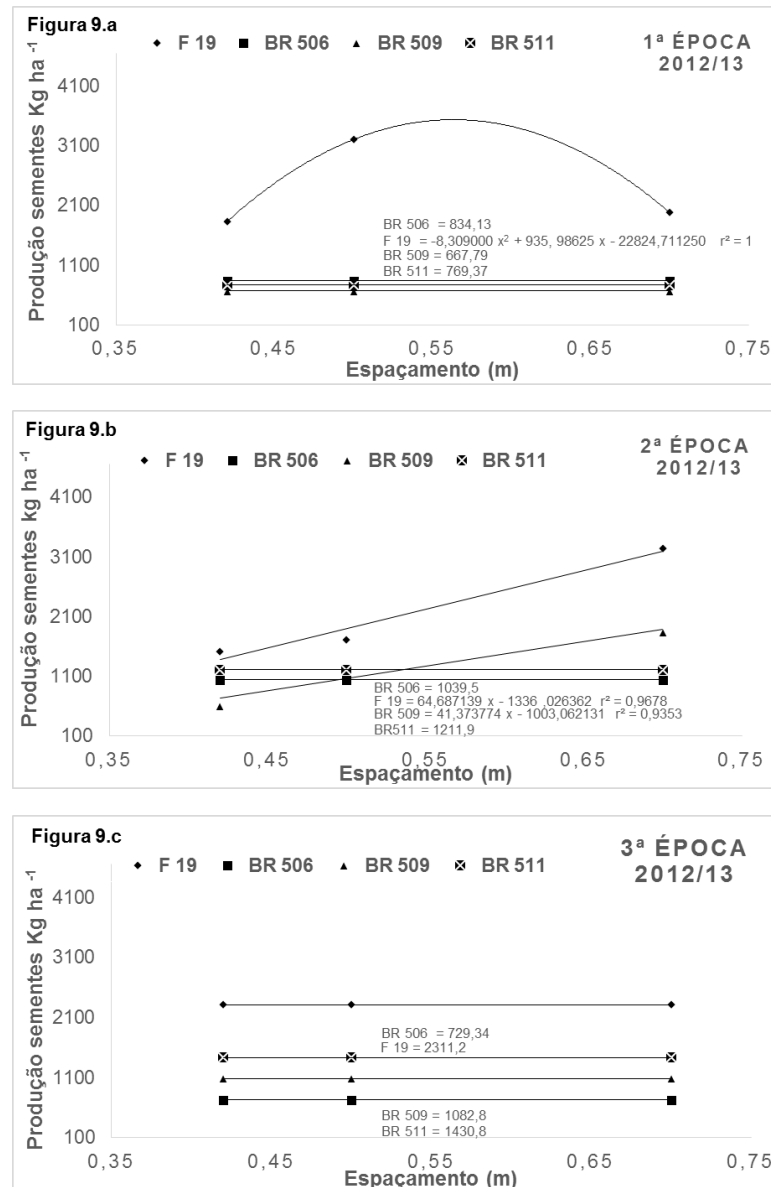 Figura 9.a
F 19 BR 506 BR 509 BR 511
1ª ÉPOCA
2012/13
Produção sementes Kg ha -1
4100
3100
2100
1100
100
BR 506 = 834,13
F 19 = -8,309000 x² + 935, 98625 x - 22824,711250 r² = 1
BR 509 = 667,79
BR 511 = 769,37
0,35 0,45 0,55 0,65 0,75
Espaçamento (m)
Figura 9.b
F 19 BR 506 BR 509 BR 511
2ª ÉPOCA
2012/13
Produção sementes kg ha -1
4100
3100
2100
1100
100
BR 506 = 1039,5
F 19 = 64,687139 x - 1336 ,026362 r² = 0,9678
BR 509 = 41,373774 x - 1003,062131 r² = 0,9353
BR511 = 1211,9
0,35 0,45 0,55 0,65 0,75
Espaçamento (m)
Figura 9.c
F 19 BR 506 BR 509 BR 511
3ª ÉPOCA
2012/13
Produção sementes Kg ha -1
4100
3100
2100
1100
100
BR 506 = 729,34
F 19 = 2311,2
BR 509 = 1082,8
BR 511 = 1430,8
0,35 0,45 0,55 0,65 0,75
Espaçamento (m)